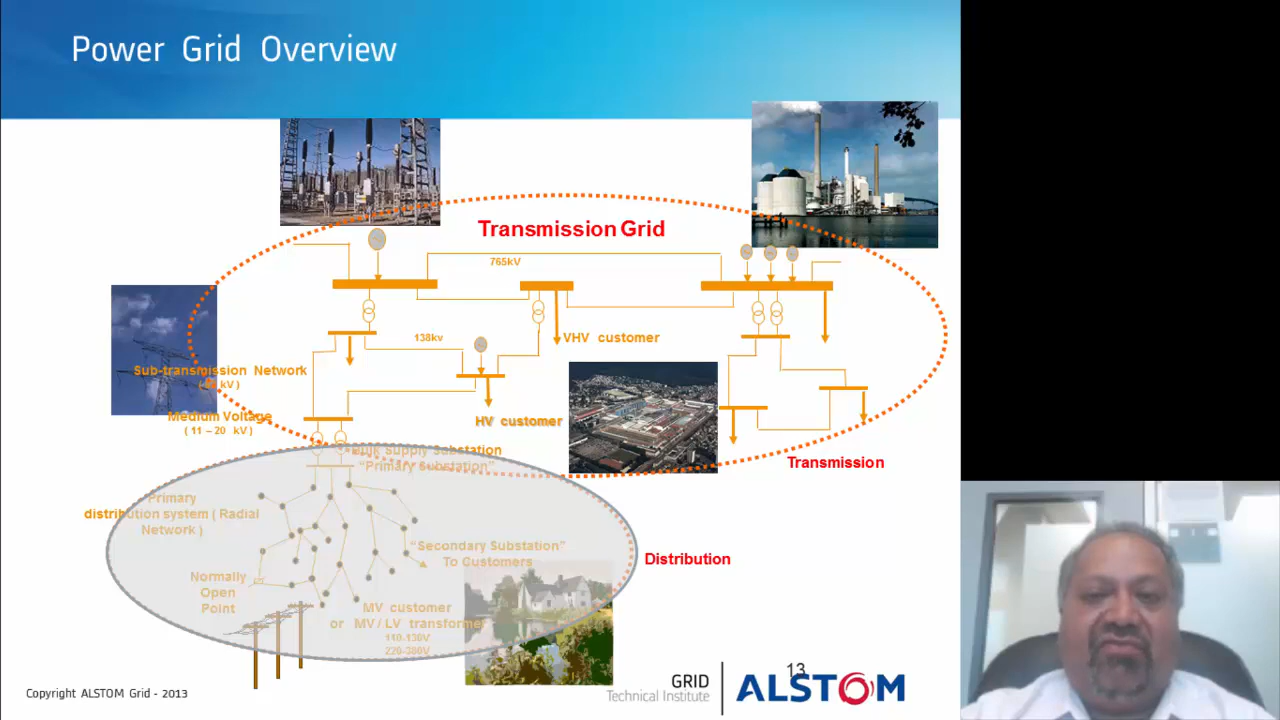 Power Grid Overview
Transmission Grid
765kV
138kv
VHV customer
Sub-transmission Network
kV )
Medium Voltage
( 11 – 20 kV )
HV customer
Bulk Supply Substation
“Primary Substation”
Transmission
Primary
distribution system ( Radial
Network )
“Secondary Substation”
To Customers
Distribution
Normally
Open
Point
MV customer
or MV / LV transformer
110-130V
220-380V
Copyright ALSTOM Grid - 2013
GRID
Technical Institute
ALSTOM
13